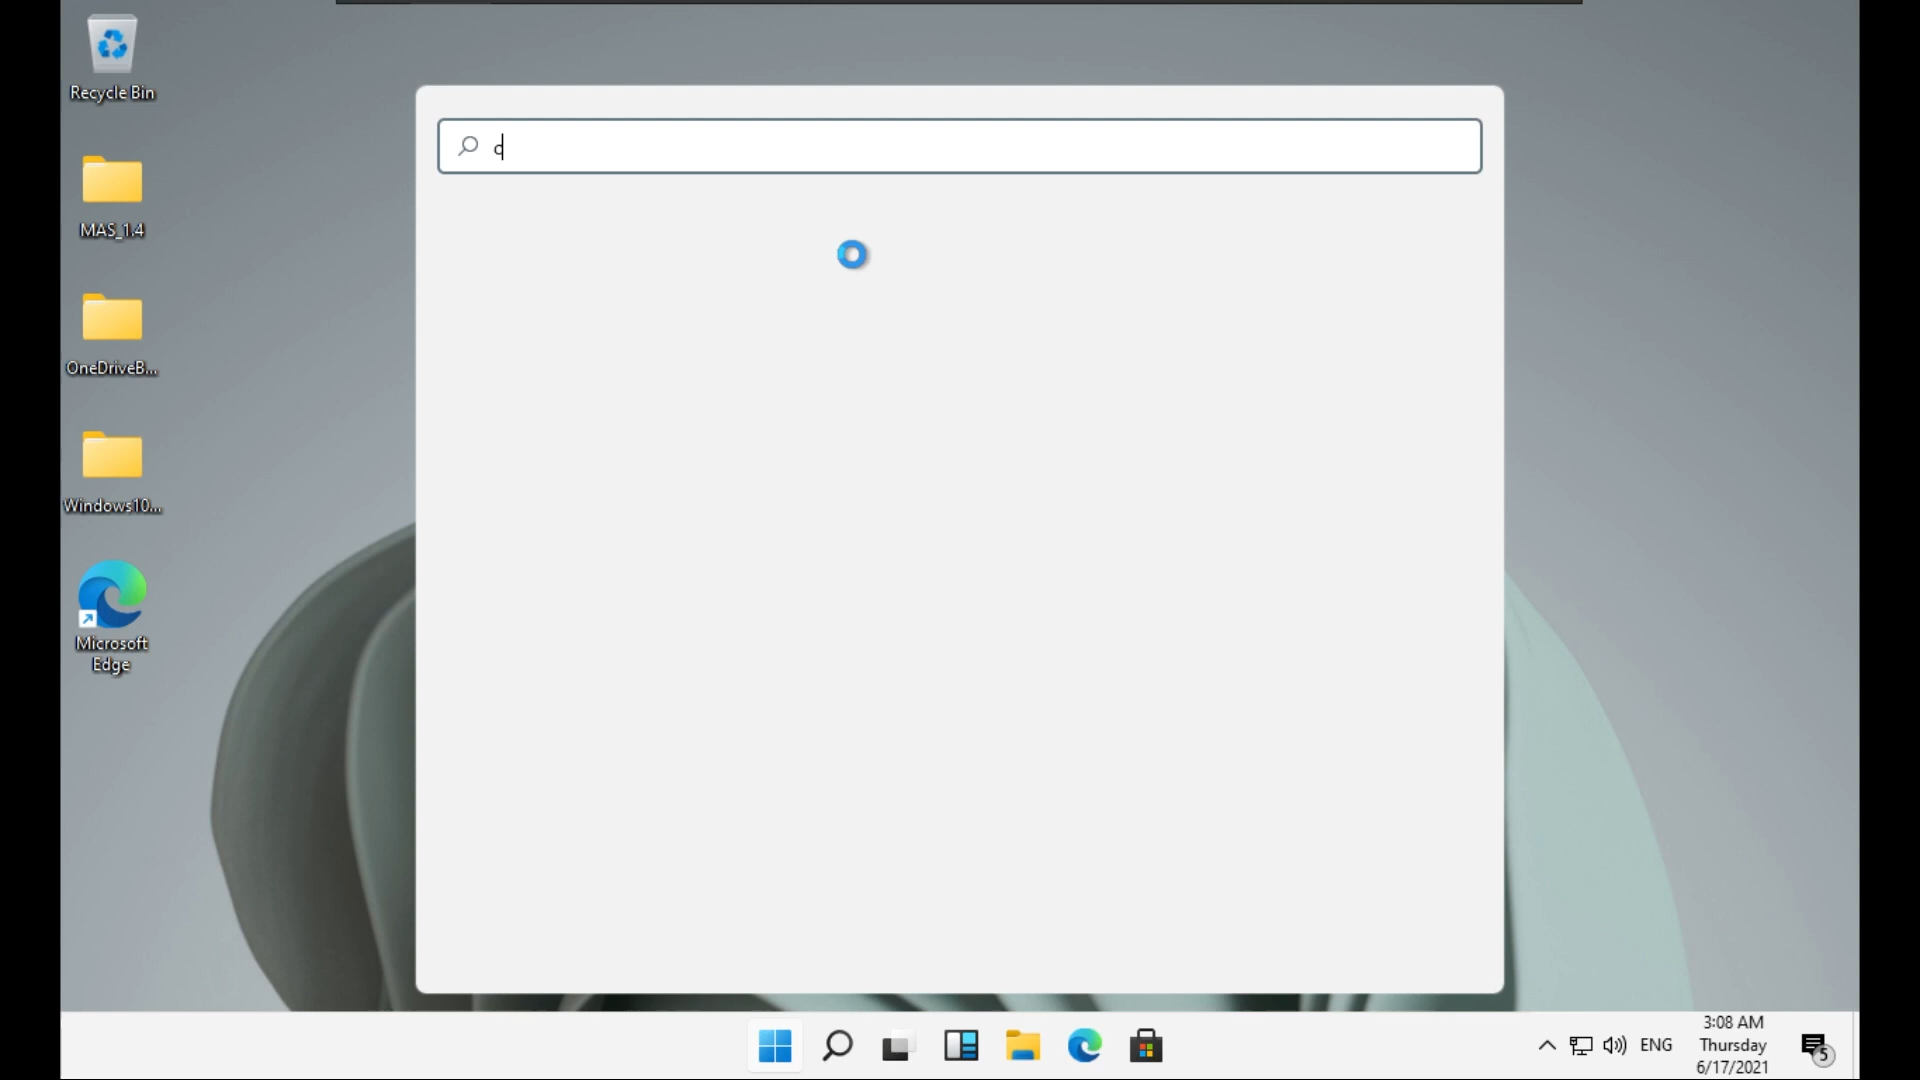 Recycle Bin
c
MAS_1.4
OneDriveB...
Windows10...
Microsoft
Edge
ENG
3:08 AM
Thursday
6/17/2021
5